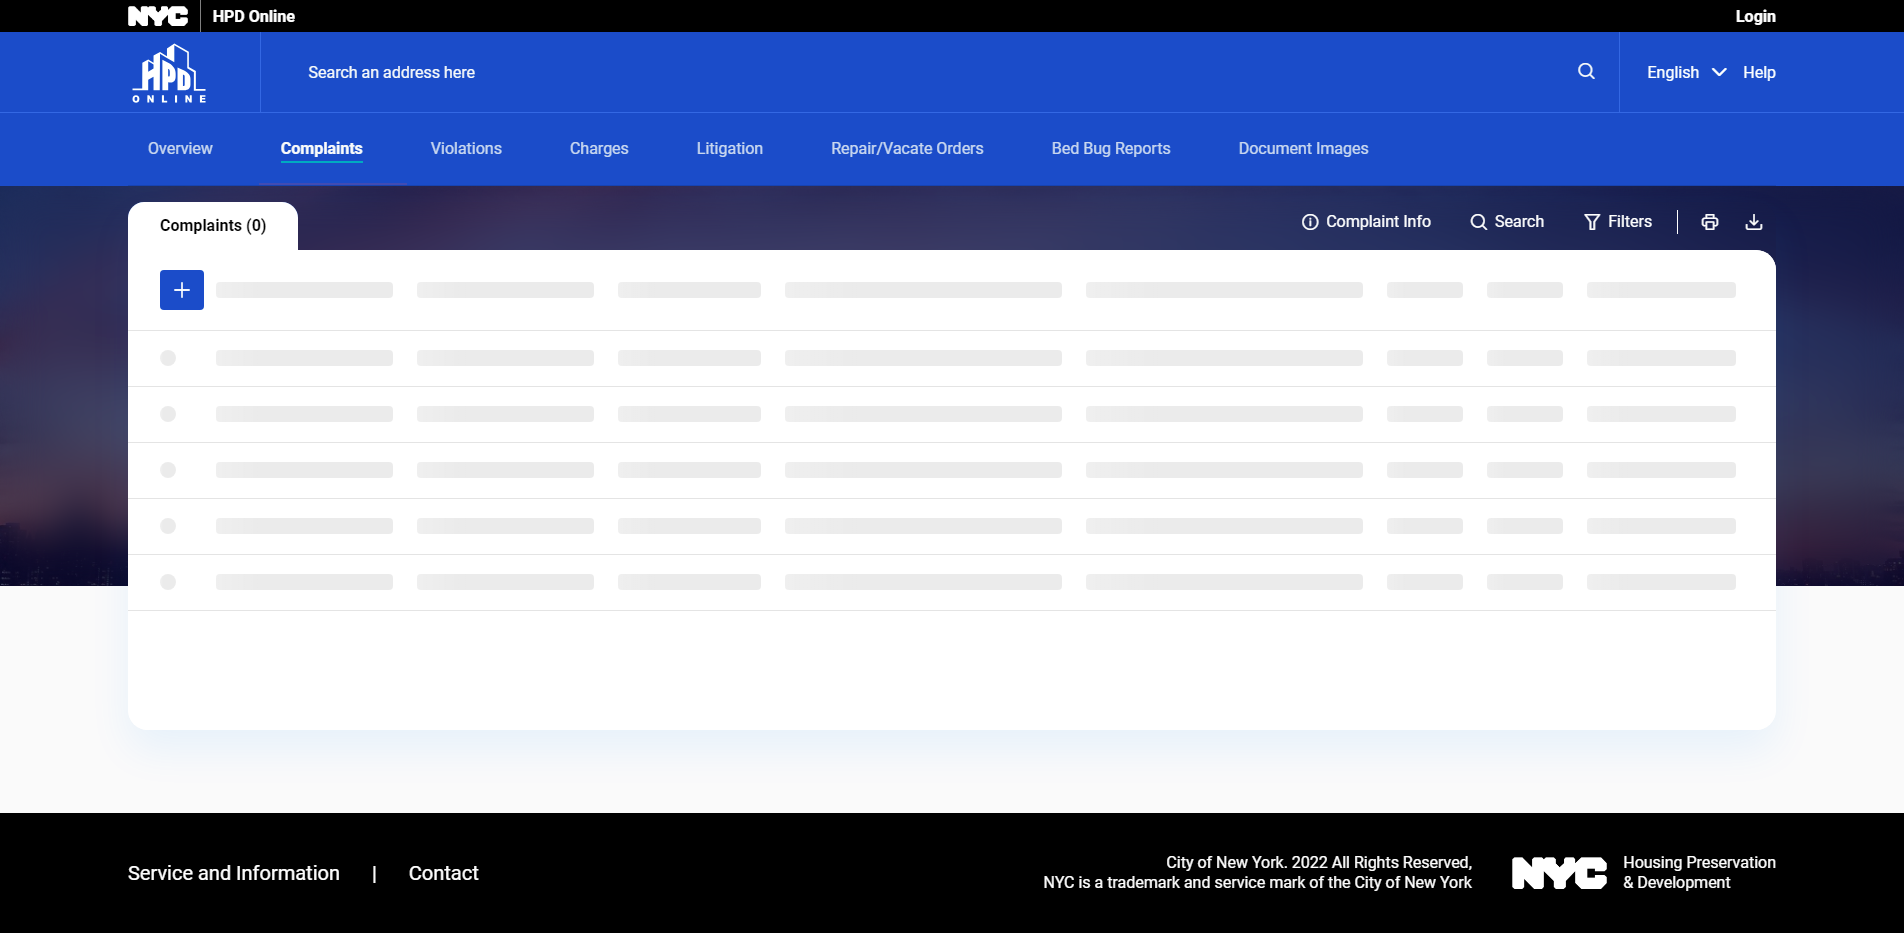 NYC HPD Online Login
HPD
ONLINE
Search an address here
English Help
Overview Complaints Violations Charges Litigation Repair/Vacate Orders Bed Bug Reports Document Images
Complaints (0)
Complaint Info Search Filters
Service and Information | Contact
City of New York. 2022 All Rights Reserved,
NYC is a trademark and service mark of the City of New York
NYC
Housing Preservation
& Development